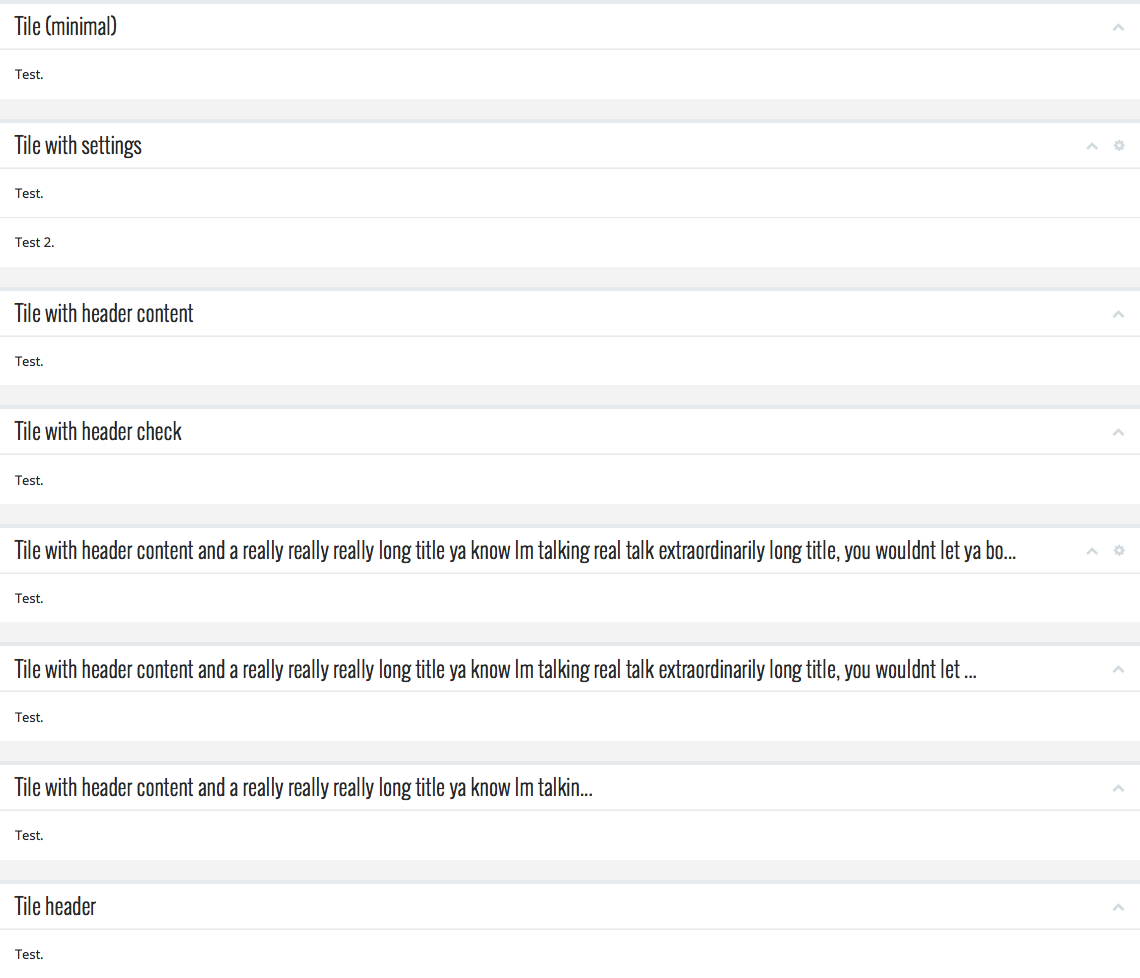 Tile (minimal)
Test.
Tile with settings
Test.
Test 2.
Tile with header content
Test.
Tile with header check
Test.
Tile with header content and a really really really long title ya know Im talking real talk extraordinarily long title, you wouldnt let ya bo...
Test.
Tile with header content and a really really really long title ya know Im talking real talk extraordinarily long title, you wouldnt let ...
Test.
Tile with header content and a really really really long title ya know Im talkin...
Test.
Tile header
Test.